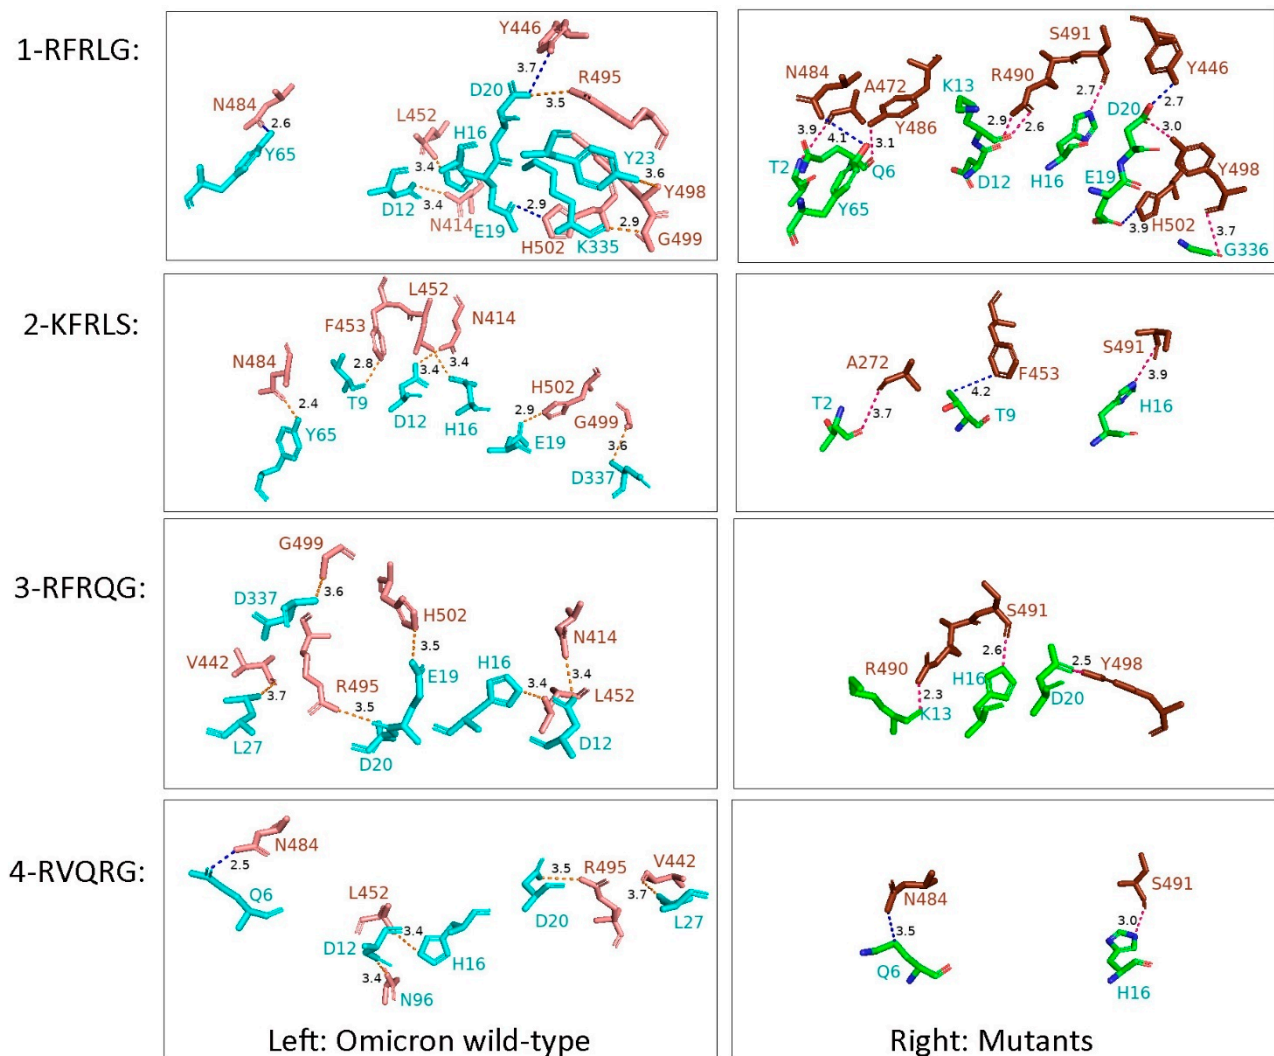 1-RFRLG:
Y446
3.7
D20
R495
3.5
N484
2.6
Y65
L452
H16
3.4
D12
3.4
N414
E19
2.9
Y23
3.6
Y498
H502
2.9
K335
G499
S491
N484
A472
K13
R490
Y446
2.7
D20
2.7
Y486
2.9
2.6
3.0
3.9
4.1
3.1
T2
Q6
D12
H16
E19
Y498
Y65
H502
3.9
3.7
G336
2-KFRLS:
L452
F453
N414
N484
2.8
3.4
3.4
T9
D12
H16
H502
2.4
2.9
G499
Y65
E19
3.6
D337
S491
A272
F453
3.9
T2
3.7
4.2
T9
H16
3-RFRQG:
G499
D337
3.6
H502
N414
V442
3.5
H16
3.4
E19
3.7
R495
3.4
L452
3.5
L27
D20
D12
S491
R490
2.6
H16
2.5
Y498
2.3
K13
D20
4-RVQRG:
N484
2.5
Q6
L452
3.5
R495
V442
D12
3.4
D20
3.7
L27
H16
3.4
N96
N484
S491
3.5
3.0
Q6
H16
Left: Omicron wild-type
Right: Mutants